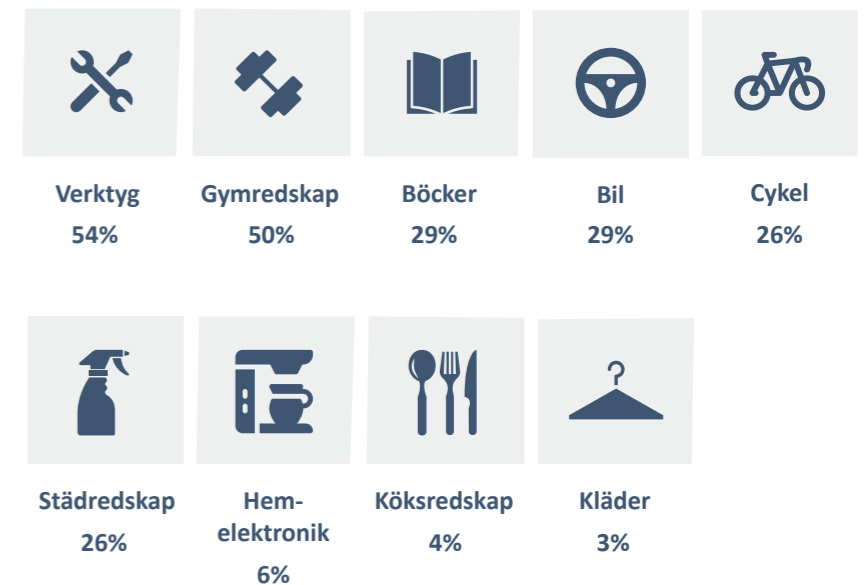 Verktyg
54%
Gymredskap
50%
Böcker
29%
Bil
29%
Cykel
26%
Städredskap
26%
Hem-
elektronik
6%
Köksredskap
4%
Kläder
3%